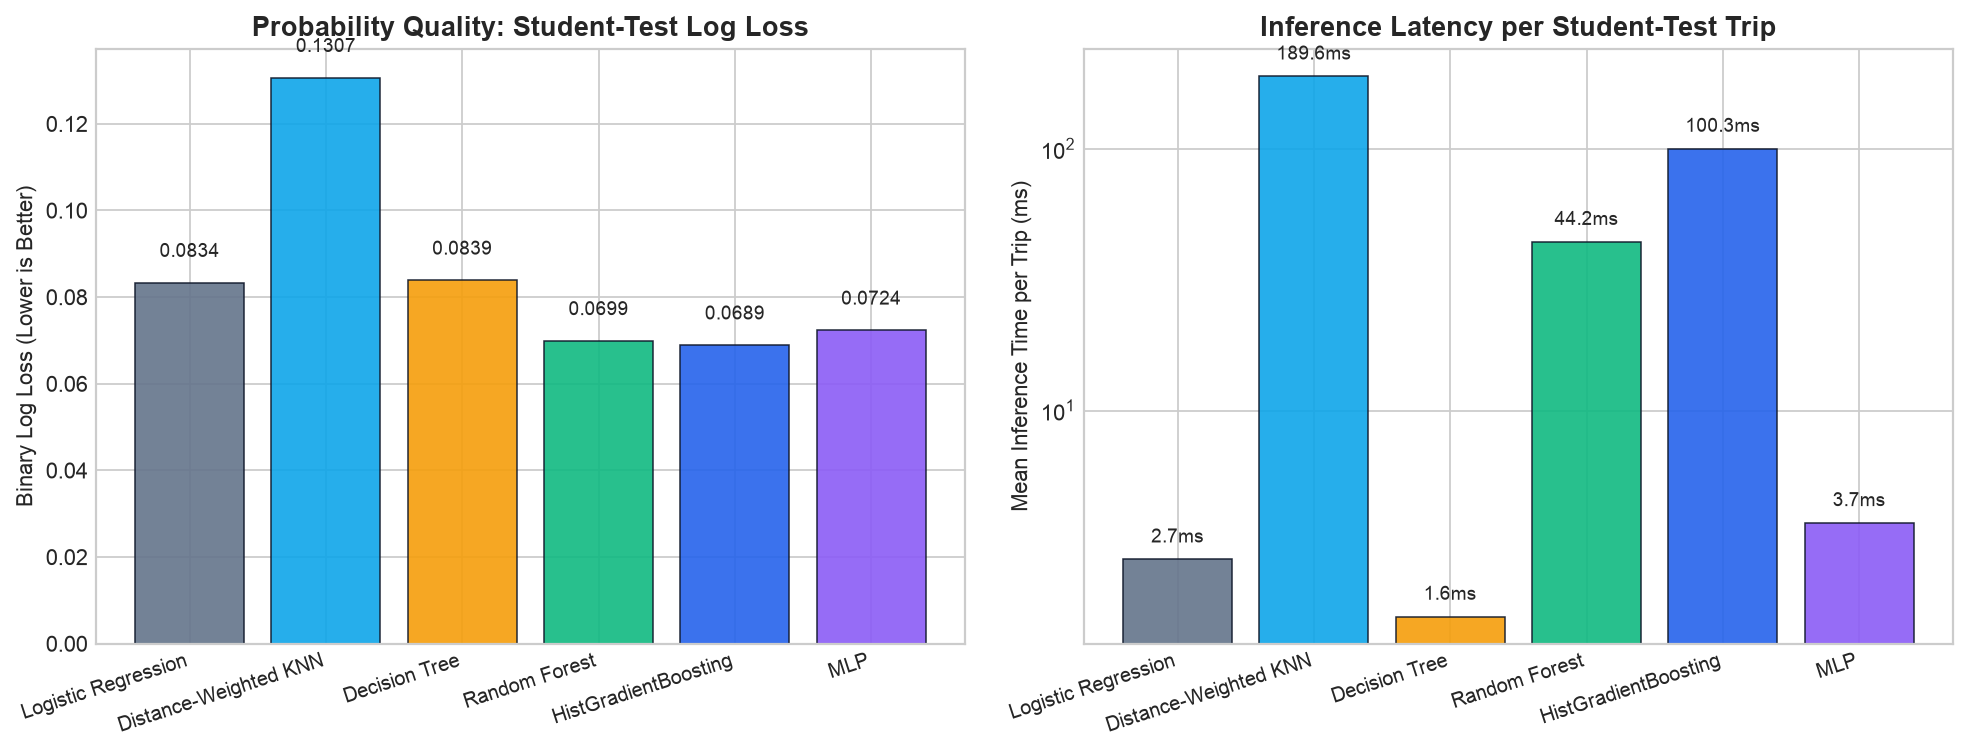 Probability Quality: Student-Test Log Loss
Binary Log Loss (Lower is Better)
0.12
0.10
0.08
0.06
0.04
0.02
0.00
0.0834
0.1307
0.0839
0.0699
0.0689
0.0724
Logistic Regression
Distance-Weighted KNN
Decision Tree
Random Forest
HistGradientBoosting
MLP
Inference Latency per Student-Test Trip
Mean Inference Time per Trip (ms)
10²
10¹
2.7ms
189.6ms
1.6ms
44.2ms
100.3ms
3.7ms
Logistic Regression
Distance-Weighted KNN
Decision Tree
Random Forest
HistGradientBoosting
MLP